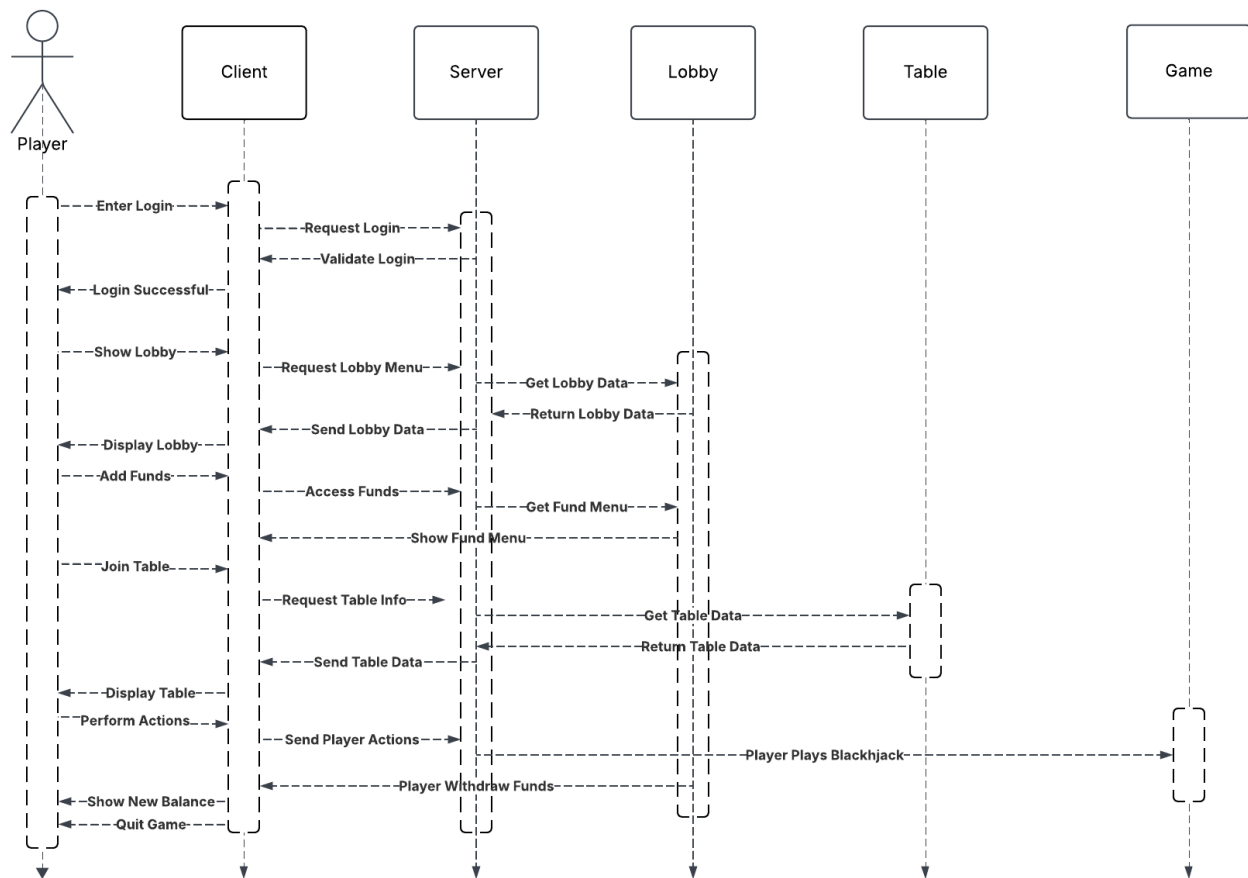 Player
Client
Server
Lobby
Table
Game
Enter Login
Request Login
Validate Login
Login Successful
Show Lobby
Request Lobby Menu
Get Lobby Data
Return Lobby Data
Send Lobby Data
Display Lobby
Add Funds
Access Funds
Get Fund Menu
Show Fund Menu
Join Table
Request Table Info
Get Table Data
Return Table Data
Send Table Data
Display Table
Perform Actions
Send Player Actions
Player Plays Blackhjack
Player Withdraw Funds
Show New Balance
Quit Game